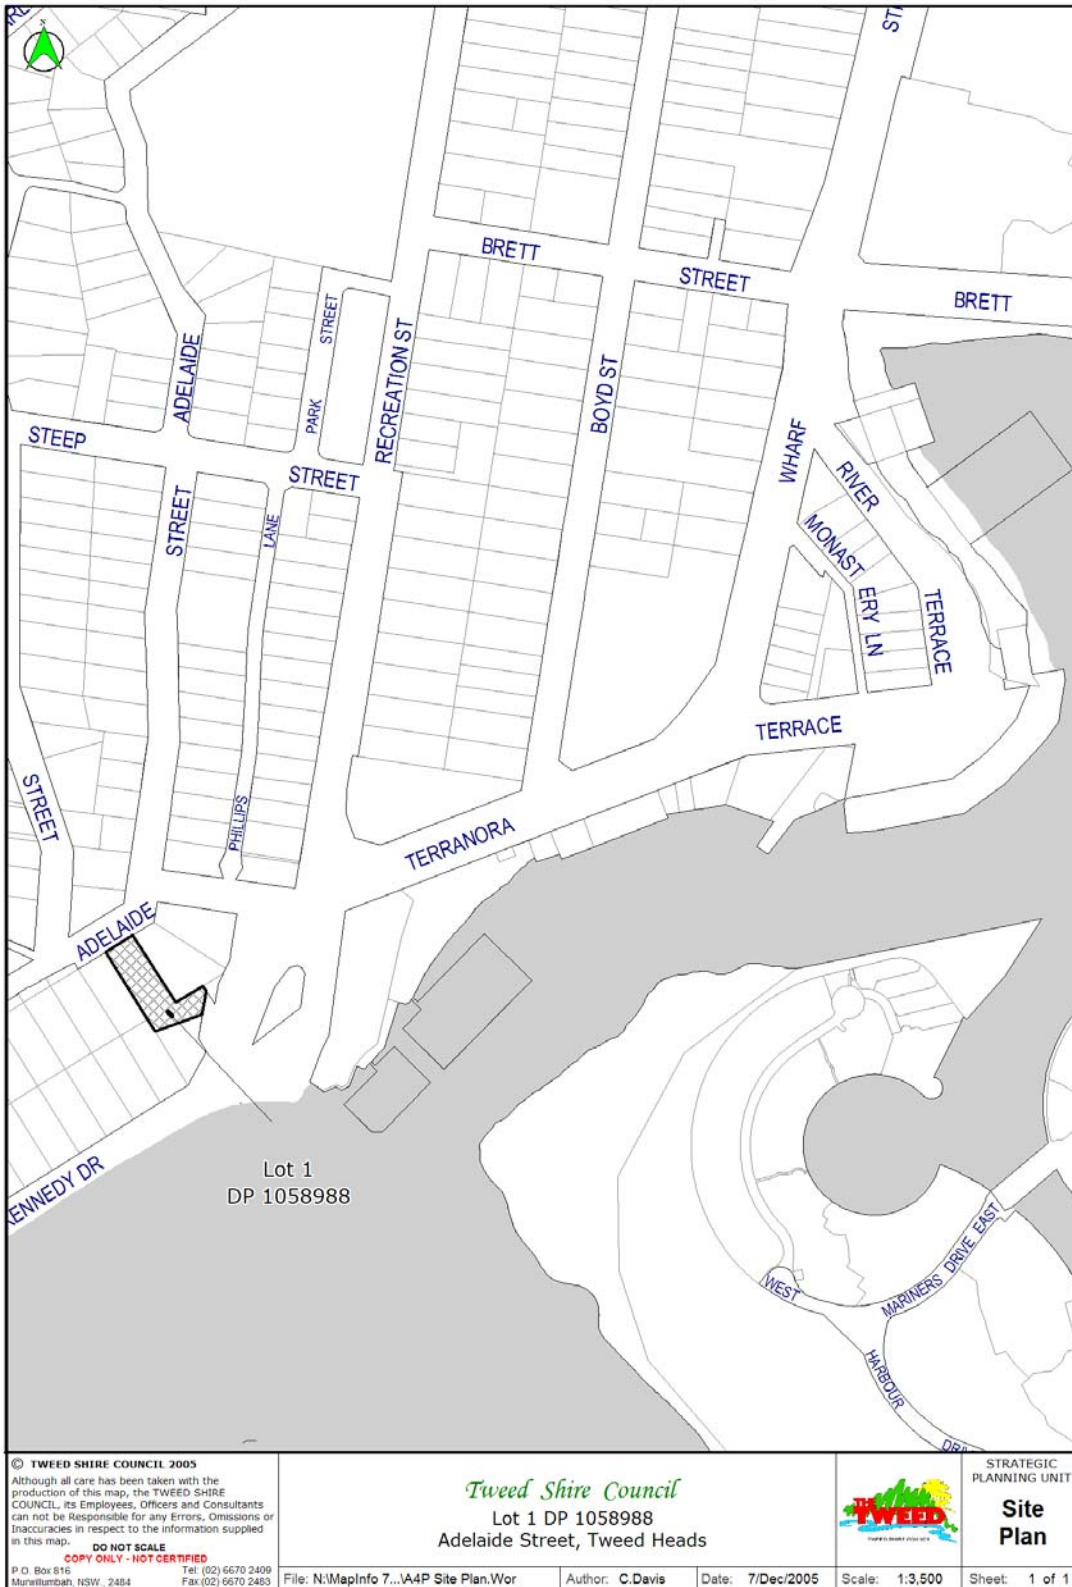 N
BRETT
STREET
BRETT
ADELAIDE
STREET
PARK
RECREATION ST
BOYD ST
STEEP
STREET
WHARF
RIVER
MONAST
ERY LN
TERRACE
STREET
LANE
TERRACE
STREET
PHILLIPS
TERRANORA
ADELAIDE
KENNEDY DR
Lot 1
DP 1058988
WEST
MARINERS DRIVE EAST
HARBOUR
© TWEED SHIRE COUNCIL 2005
Although all care has been taken with the
production of this map, the TWEED SHIRE
COUNCIL, its Employees, Officers and Consultants
can not be Responsible for any Errors, Omissions or
Inaccuracies in respect to the information supplied
in this map.
DO NOT SCALE
COPY ONLY - NOT CERTIFIED
P.O. Box 816 Tel: (02) 6670 2409
Murwillumbah, NSW., 2484 Fax:(02) 6670 2483
Tweed Shire Council
Lot 1 DP 1058988
Adelaide Street, Tweed Heads
THE
TWEED
TWEED SHIRE COUNCIL
STRATEGIC
PLANNING UNIT
Site
Plan
File: N:\MapInfo 7...\A4P Site Plan.Wor Author: C.Davis Date: 7/Dec/2005 Scale: 1:3,500 Sheet: 1 of 1